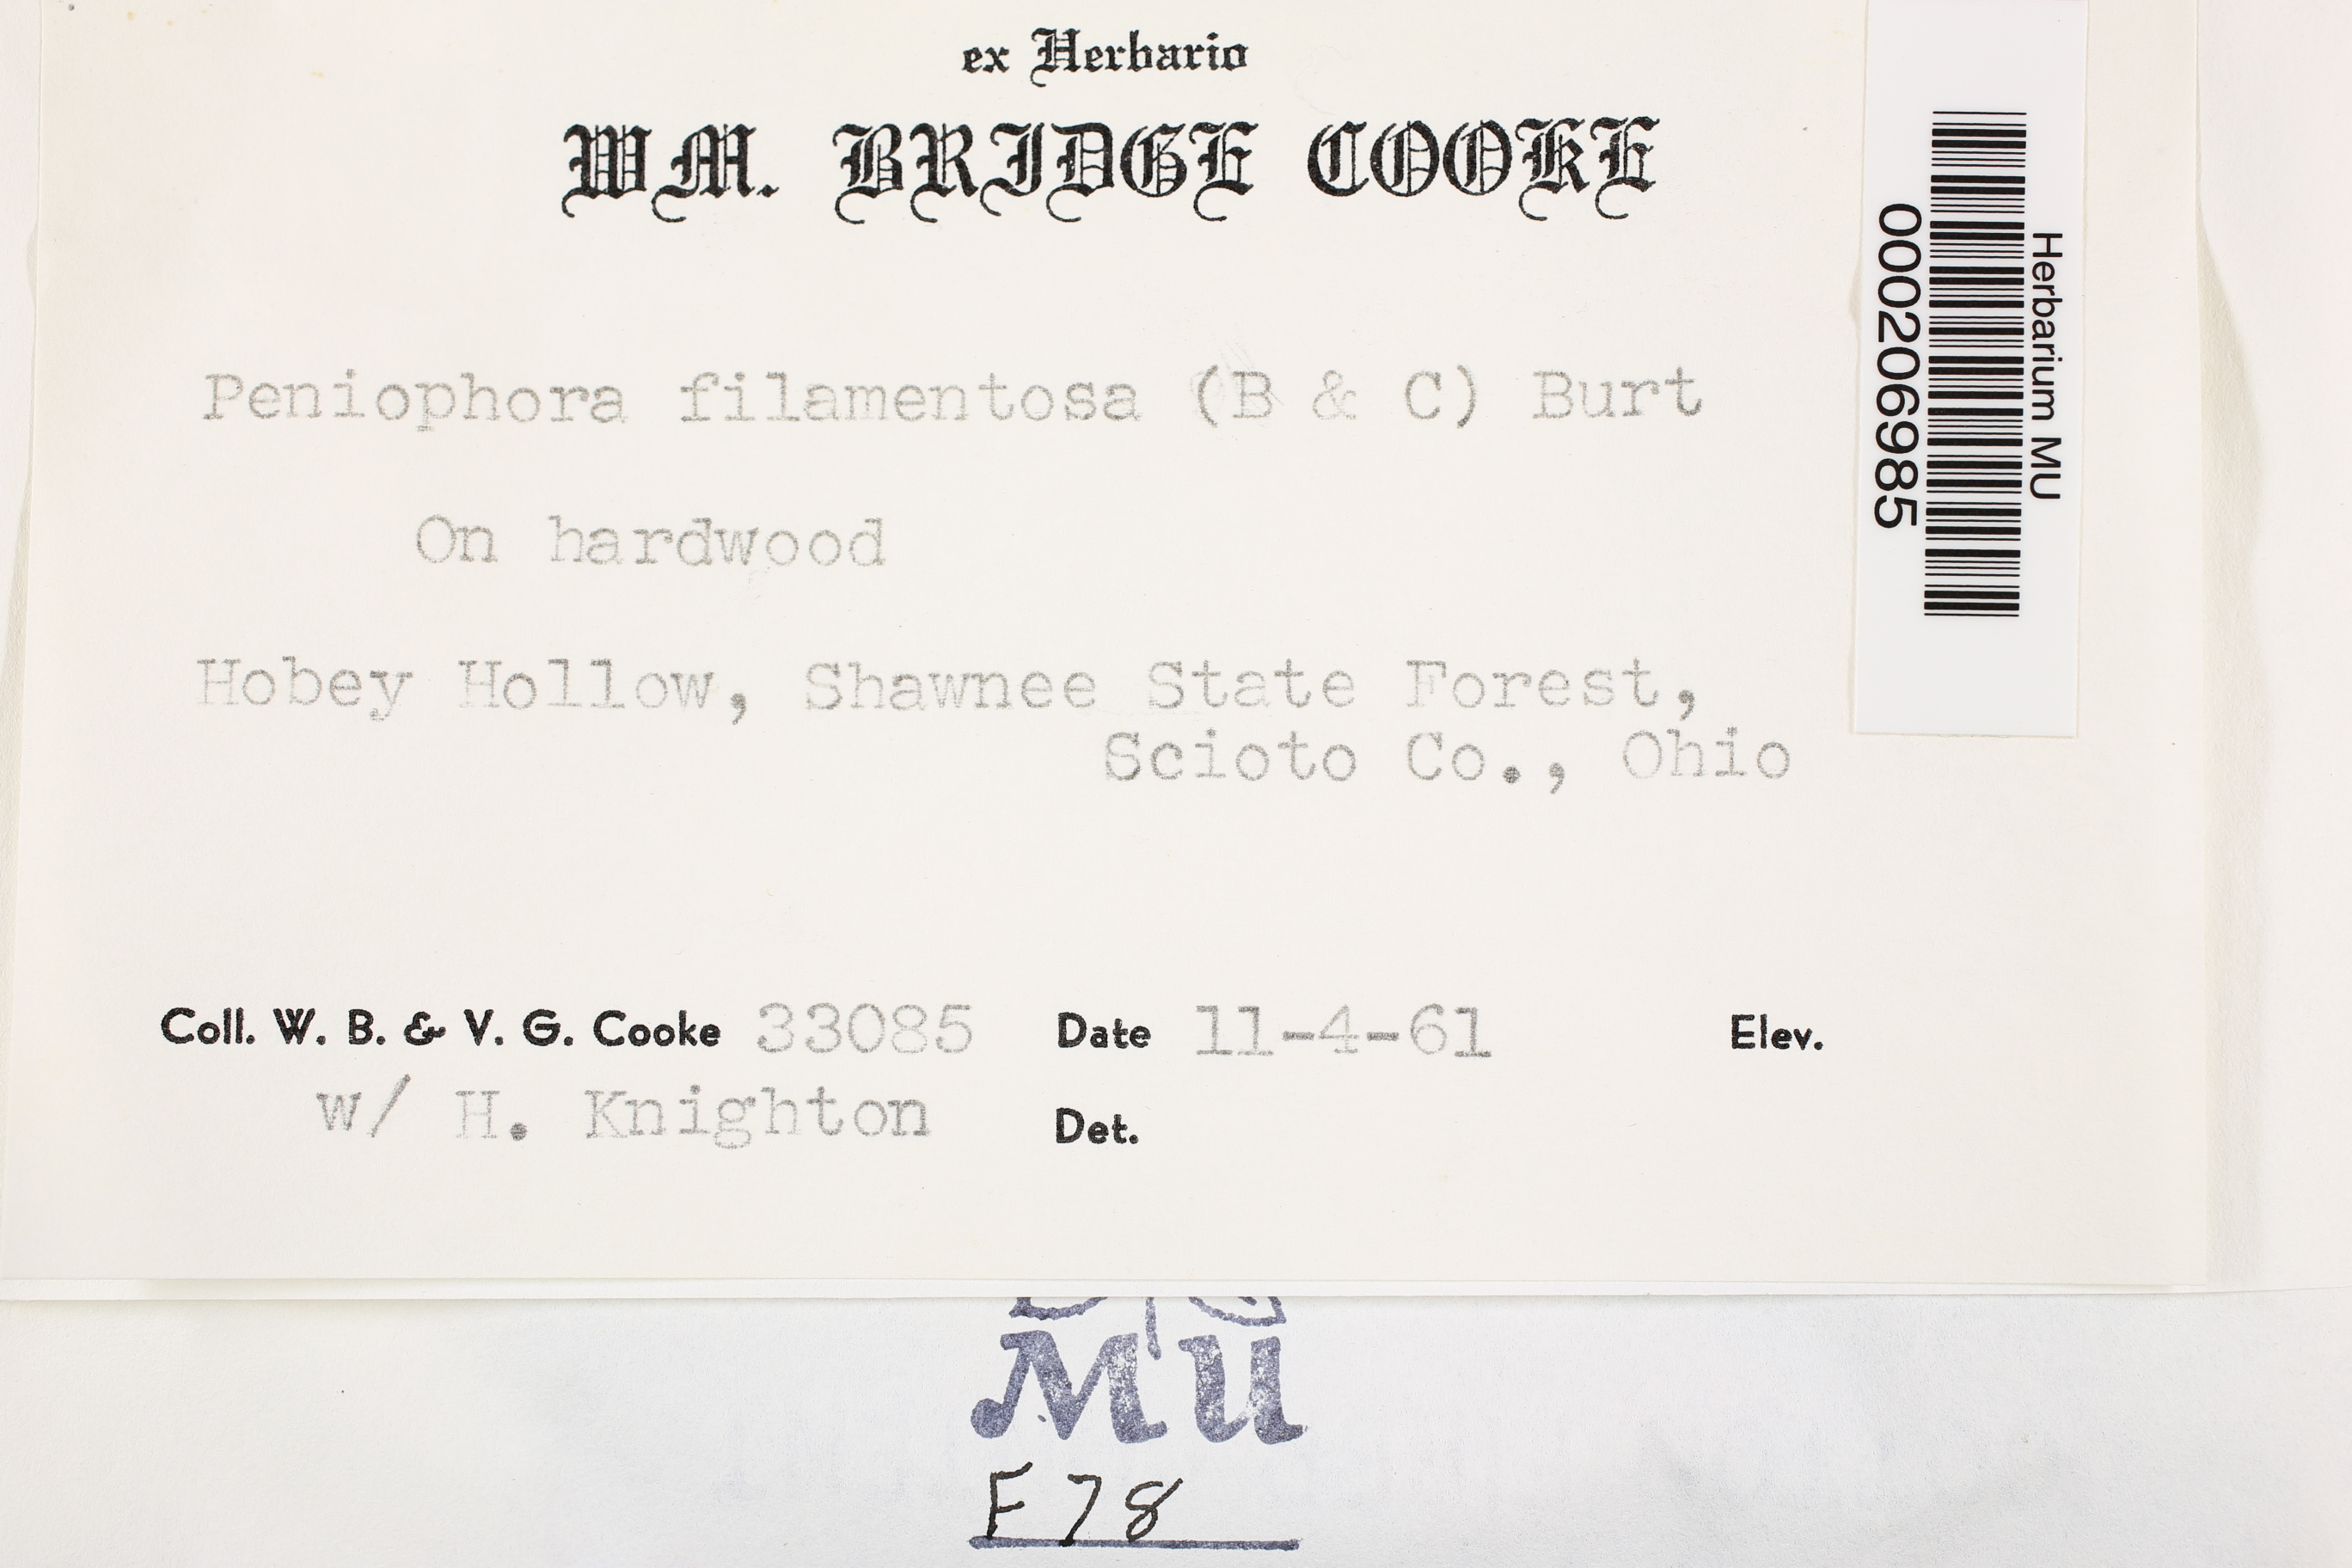 ex Herbario
WM. BRIDGE COOKE
Peniophora filamentosa (B & C) Burt
On hardwood
Hobey Hollow, Shawnee State Forest,
Scioto Co., Ohio
Coll. W. B. & V. G. Cooke 33085 Date 11-4-61 Elev.
w/ H. Knighton Det.
Herbarium MU
000206985
MU
F 78